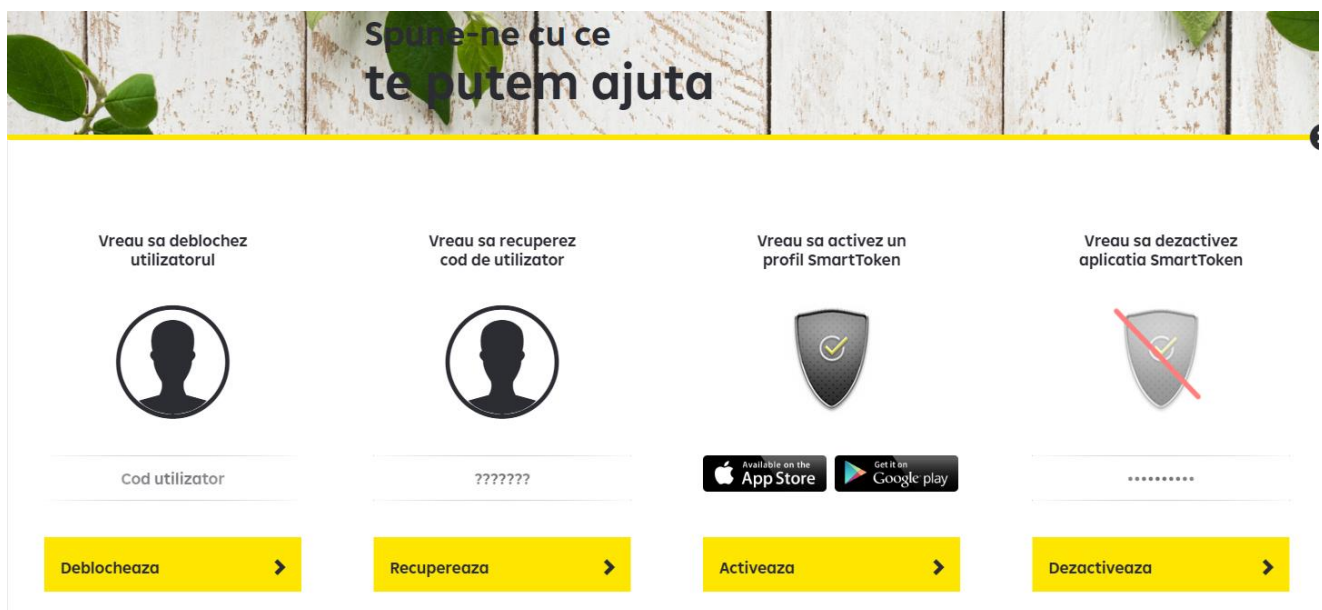 Spune-ne cu ce
te putem ajuta
Vreau sa deblochez
utilizatorul
Cod utilizator
Deblocheaza
Vreau sa recuperez
cod de utilizator
???????
Recupereaza
Vreau sa activez un
profil SmartToken
Available on the
App Store
Get it on
Google play
Activeaza
Vreau sa dezactivez
aplicatia SmartToken
••••••••••
Dezactiveaza